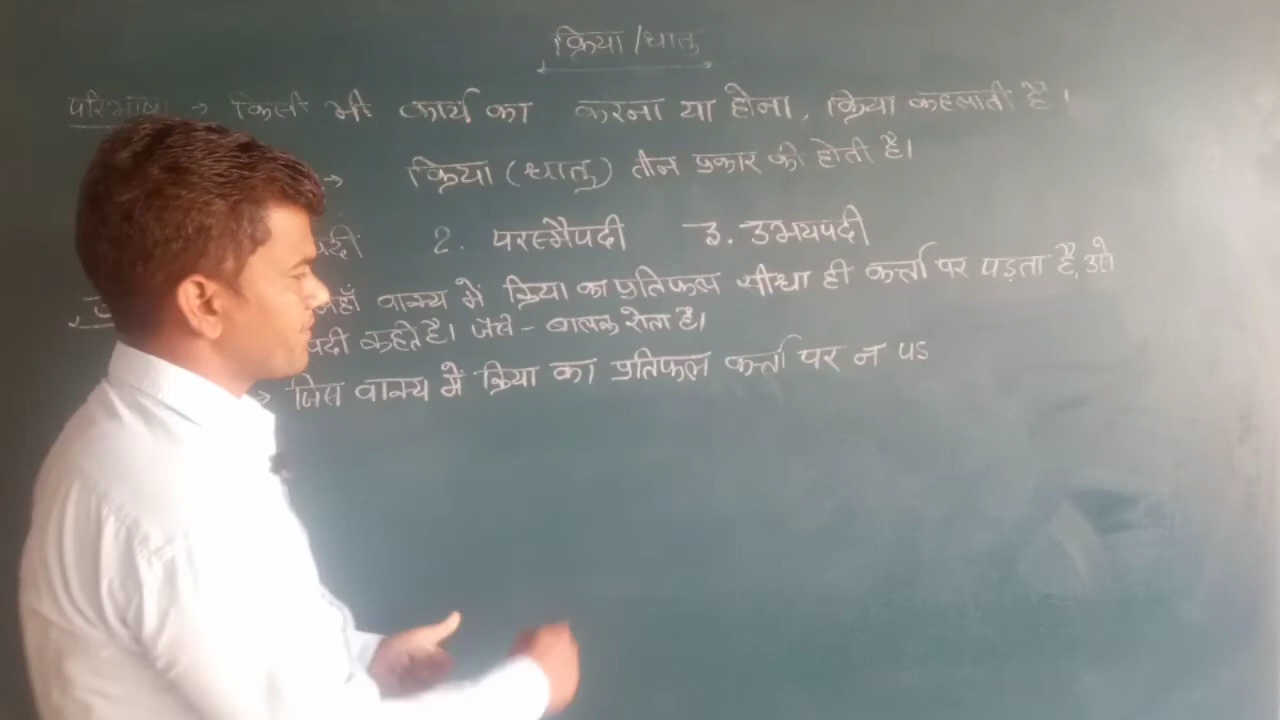 क्रिया/धातु
परिभाषा → किसी भी कार्य का करना या होना, क्रिया कहलाती है।
→ क्रिया (धातु) तीन प्रकार की होती है।
पदी 2. परस्मैपदी 3. उभयपदी
जहाँ वाक्य में क्रिया का प्रतिफल सीधा ही कर्त्ता पर पड़ता है, उसे
पदी कहते है। जैसे - बालक रोता है।
→ जिस वाक्य में क्रिया का प्रतिफल कर्त्ता पर न पड